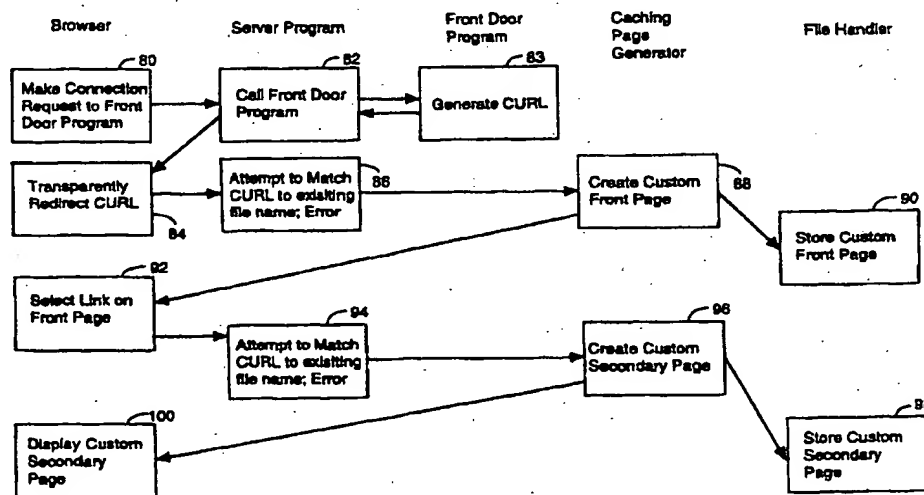 Browser
Server Program
Front Door
Program
Caching
Page
Generator
File Handler
80
Make Connection
Request to Front
Door Program
82
Call Front Door
Program
83
Generate CURL
Transparently
Redirect CURL
84
86
Attempt to Match
CURL to exisiting
file name; Error
88
Create Custom
Front Page
90
Store Custom
Front Page
92
Select Link on
Front Page
94
Attempt to Match
CURL to exisiting
file name; Error
96
Create Custom
Secondary Page
100
Display Custom
Secondary
Page
Store Custom
Secondary
Page